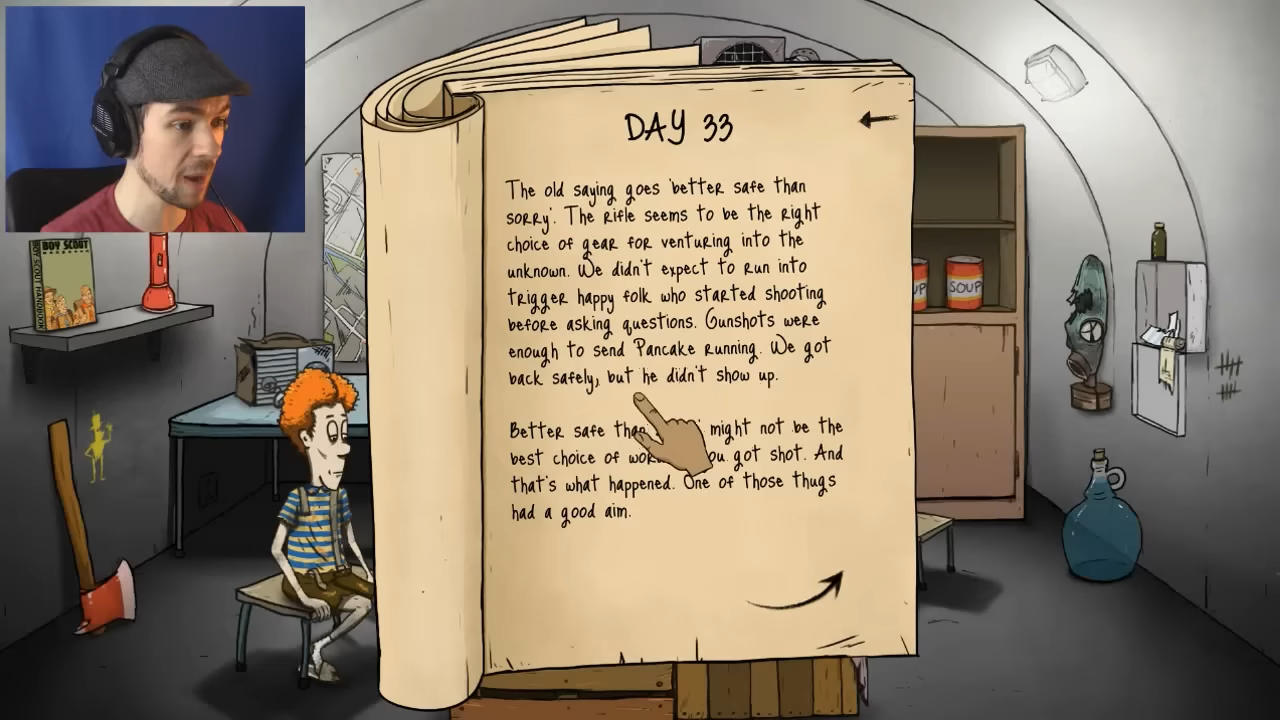 DAY 33
The old saying goes 'better safe than
sorry'. The rifle seems to be the right
choice of gear for venturing into the
unknown. We didn't expect to run into
trigger happy folk who started shooting
before asking questions. Gunshots were
enough to send Pancake running. We got
back safely, but he didn't show up.
Better safe than might not be the
best choice of got shot. And
that's what happened. One of those thugs
had a good aim.
BOY SCOUT
BOY SCOUT HANDBOOK
UP
SOUP